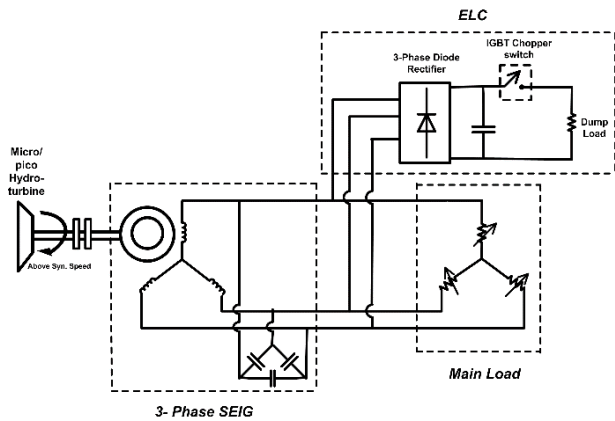 ELC
IGBT Chopper
switch
3-Phase Diode
Rectifier
Dump
Load
Micro/
pico
Hydro-
turbine
Above Syn. Speed
Main Load
3- Phase SEIG